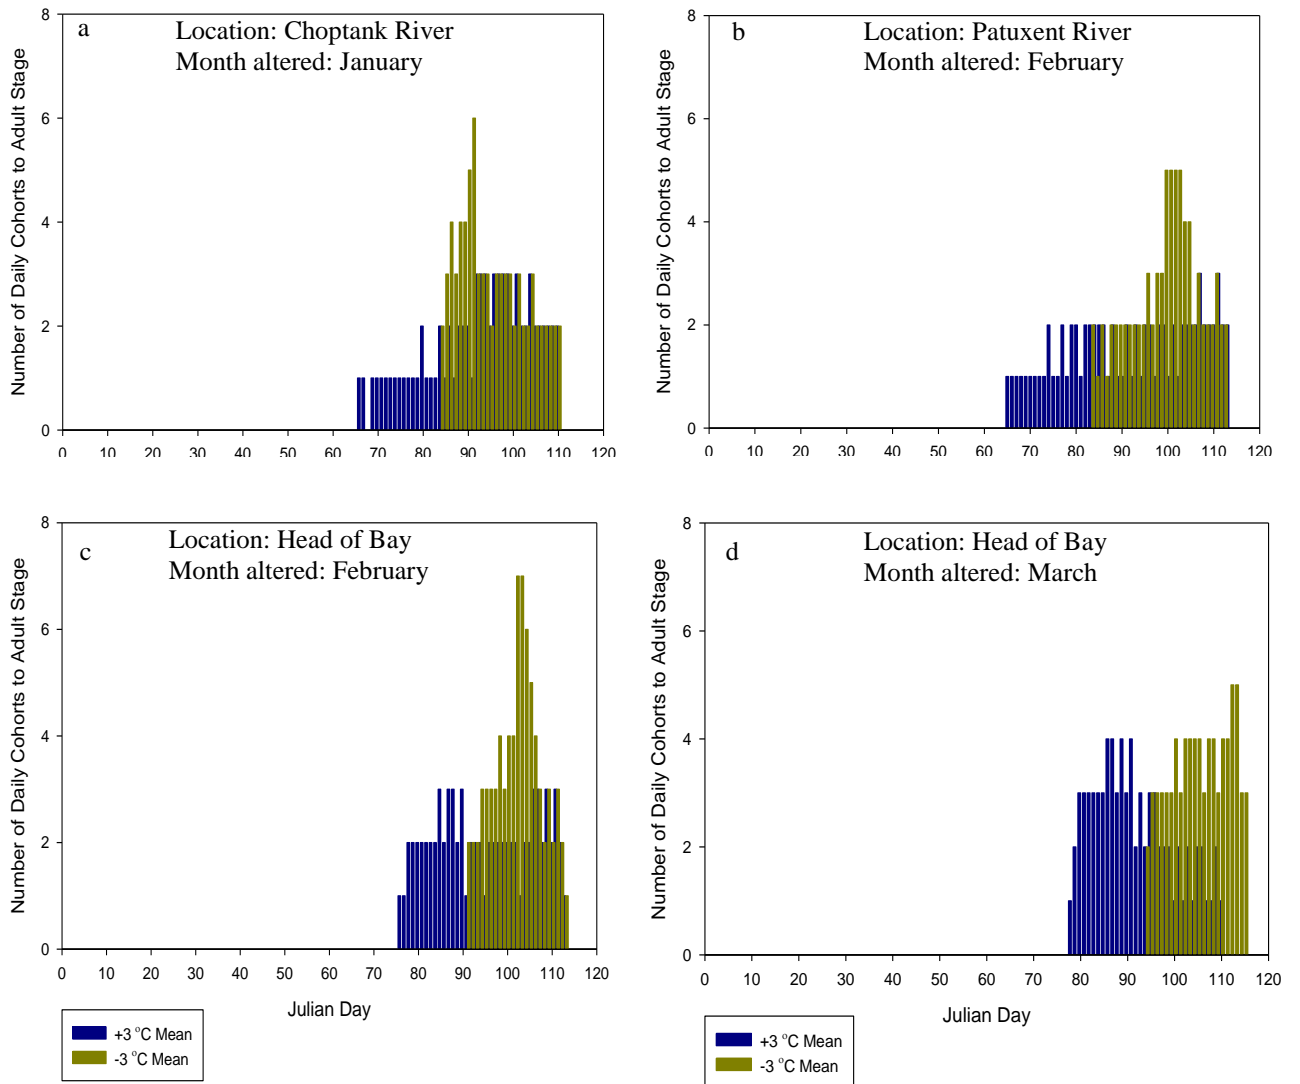 a
Location: Choptank River
Month altered: January
Number of Daily Cohorts to Adult Stage
8
6
4
2
0
0 10 20 30 40 50 60 70 80 90 100 110 120
b
Location: Patuxent River
Month altered: February
Number of Daily Cohorts to Adult Stage
8
6
4
2
0
0 10 20 30 40 50 60 70 80 90 100 110 120
c
Location: Head of Bay
Month altered: February
Number of Daily Cohorts to Adult Stage
8
6
4
2
0
0 10 20 30 40 50 60 70 80 90 100 110 120
Julian Day
+3 °C Mean
-3 °C Mean
d
Location: Head of Bay
Month altered: March
Number of Daily Cohorts to Adult Stage
8
6
4
2
0
0 10 20 30 40 50 60 70 80 90 100 110 120
Julian Day
+3 °C Mean
-3 °C Mean